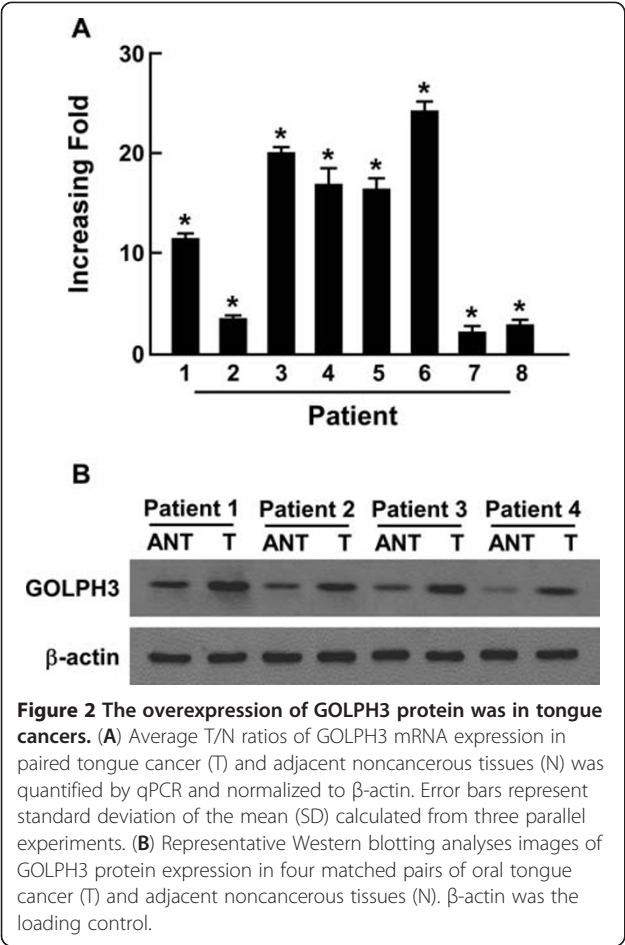 A
30
20
10
0
Increasing Fold
* * * * * * * *
1 2 3 4 5 6 7 8
Patient
B
Patient 1 Patient 2 Patient 3 Patient 4
ANT T ANT T ANT T ANT T
GOLPH3
β-actin
Figure 2 The overexpression of GOLPH3 protein was in tongue
cancers. (A) Average T/N ratios of GOLPH3 mRNA expression in
paired tongue cancer (T) and adjacent noncancerous tissues (N) was
quantified by qPCR and normalized to β-actin. Error bars represent
standard deviation of the mean (SD) calculated from three parallel
experiments. (B) Representative Western blotting analyses images of
GOLPH3 protein expression in four matched pairs of oral tongue
cancer (T) and adjacent noncancerous tissues (N). β-actin was the
loading control.